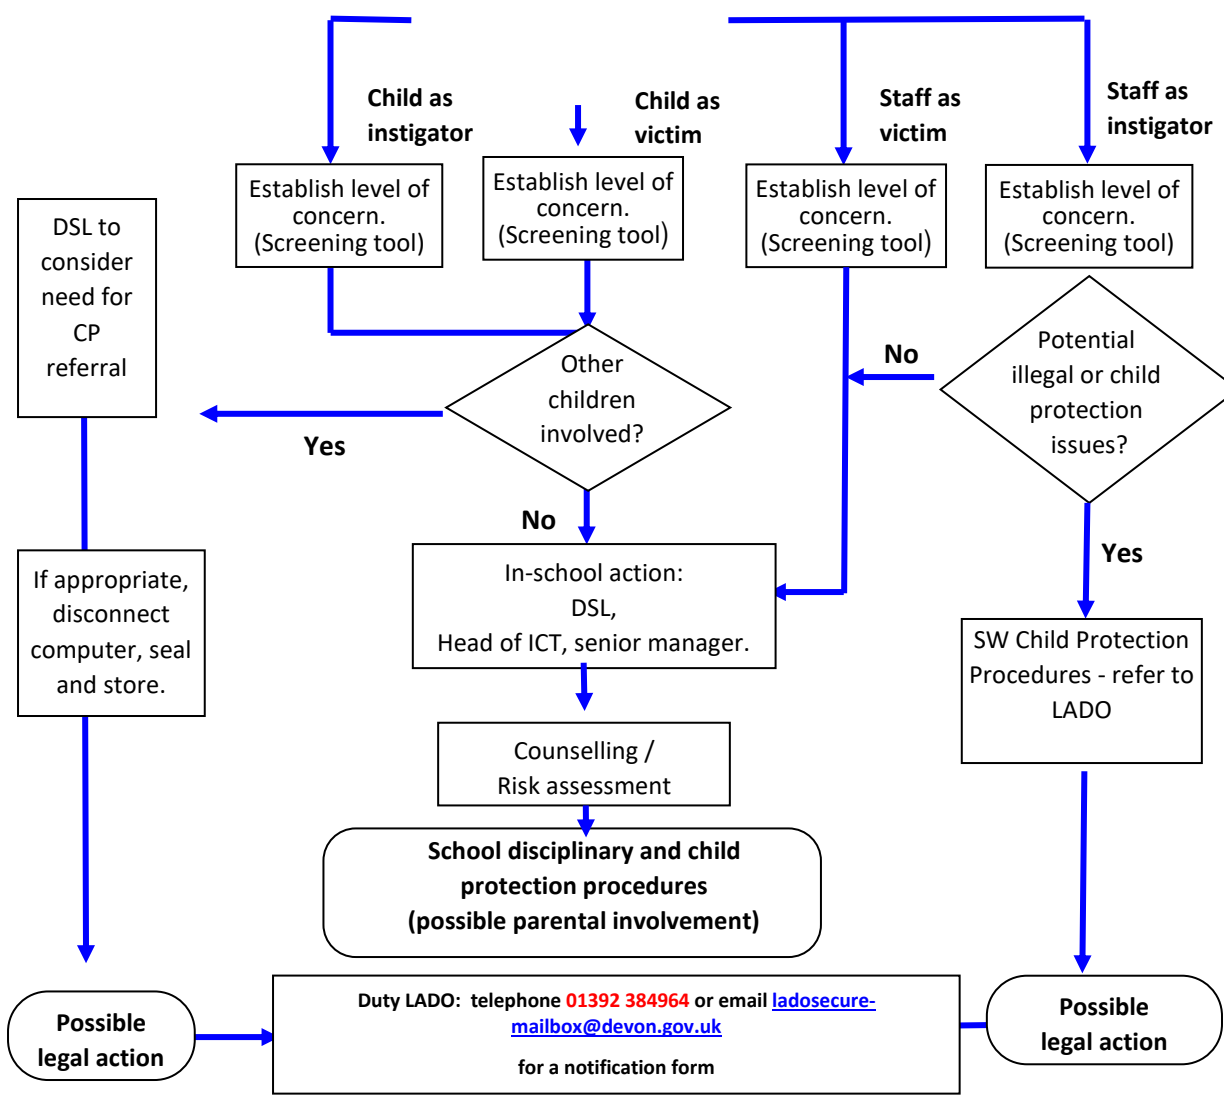 Child as
instigator
Child as
victim
Staff as
victim
Staff as
instigator
Establish level of
concern.
(Screening tool)
Establish level of
concern.
(Screening tool)
Establish level of
concern.
(Screening tool)
Establish level of
concern.
(Screening tool)
DSL to
consider
need for
CP
referral
Other
children
involved?
Potential
illegal or child
protection
issues?
No
Yes
No
Yes
If appropriate,
disconnect
computer, seal
and store.
In-school action:
DSL,
Head of ICT, senior manager.
SW Child Protection
Procedures - refer to
LADO
Counselling /
Risk assessment
School disciplinary and child
protection procedures
(possible parental involvement)
Possible
legal action
Duty LADO: telephone 01392 384964 or email ladosecure-
mailbox@devon.gov.uk
for a notification form
Possible
legal action